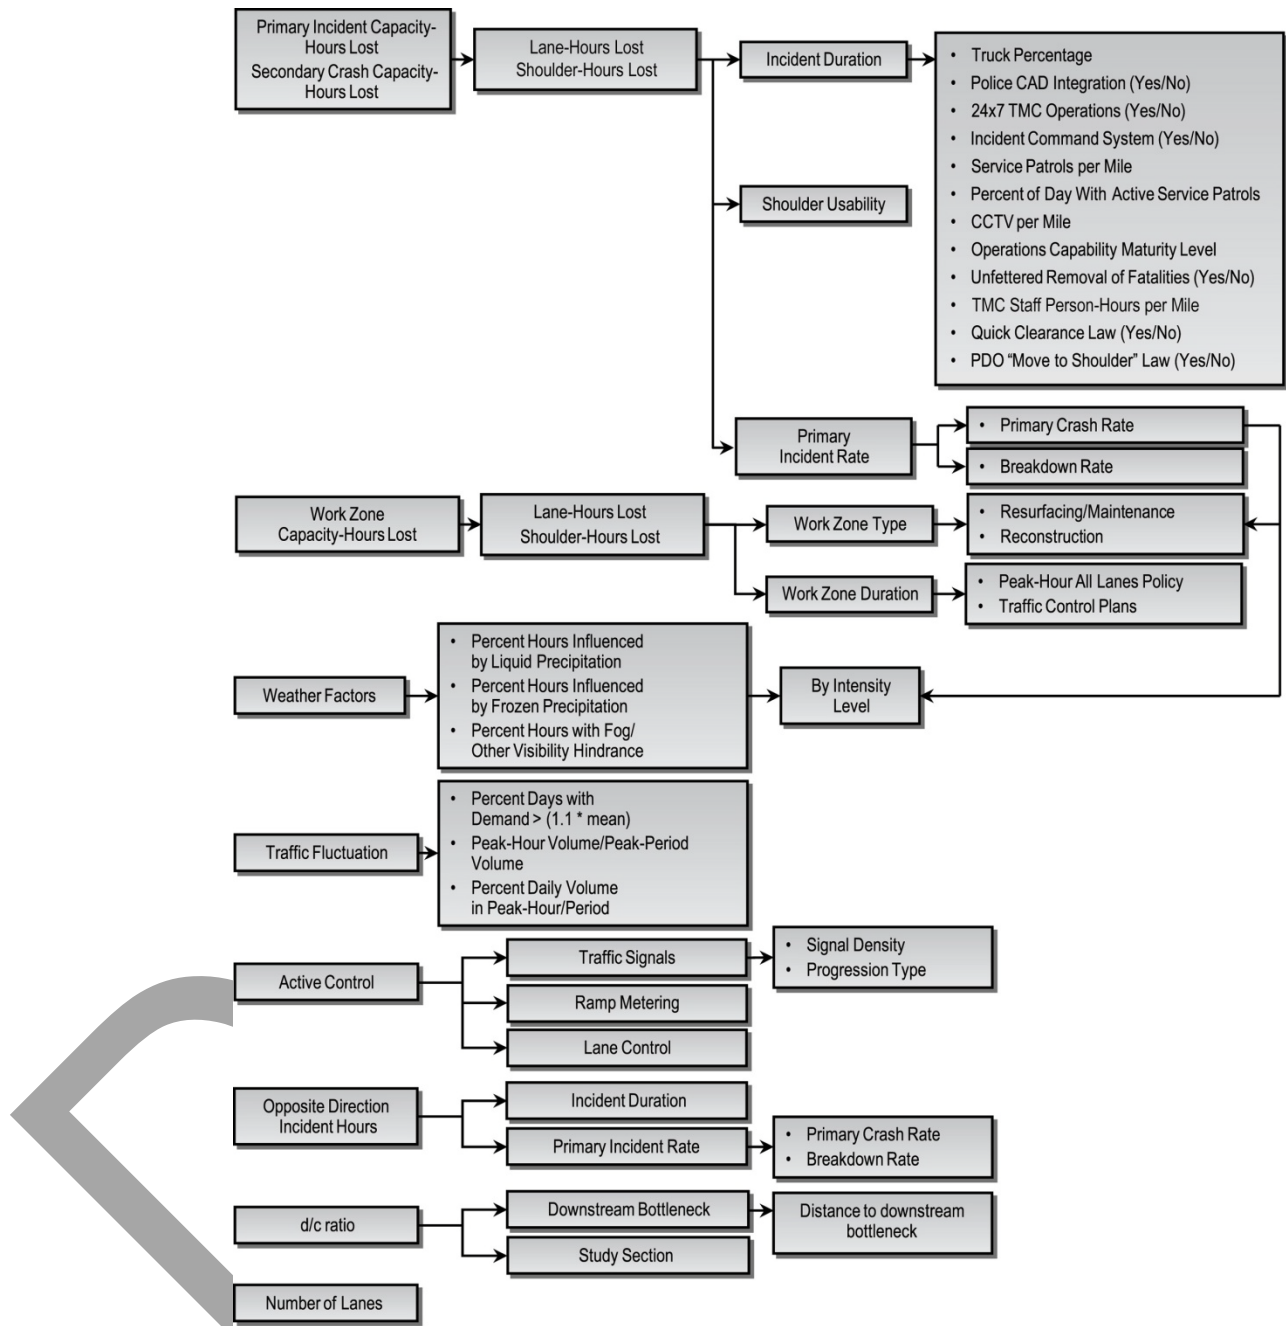 Primary Incident Capacity-
Hours Lost
Secondary Crash Capacity-
Hours Lost
Lane-Hours Lost
Shoulder-Hours Lost
Incident Duration
• Truck Percentage
• Police CAD Integration (Yes/No)
• 24x7 TMC Operations (Yes/No)
• Incident Command System (Yes/No)
• Service Patrols per Mile
• Percent of Day With Active Service Patrols
• CCTV per Mile
• Operations Capability Maturity Level
• Unfettered Removal of Fatalities (Yes/No)
• TMC Staff Person-Hours per Mile
• Quick Clearance Law (Yes/No)
• PDO “Move to Shoulder” Law (Yes/No)
Shoulder Usability
Primary
Incident Rate
• Primary Crash Rate
• Breakdown Rate
Work Zone
Capacity-Hours Lost
Lane-Hours Lost
Shoulder-Hours Lost
Work Zone Type
• Resurfacing/Maintenance
• Reconstruction
Work Zone Duration
• Peak-Hour All Lanes Policy
• Traffic Control Plans
Weather Factors
• Percent Hours Influenced
by Liquid Precipitation
• Percent Hours Influenced
by Frozen Precipitation
• Percent Hours with Fog/
Other Visibility Hindrance
By Intensity
Level
Traffic Fluctuation
• Percent Days with
Demand > (1.1 * mean)
• Peak-Hour Volume/Peak-Period
Volume
• Percent Daily Volume
in Peak-Hour/Period
Active Control
Traffic Signals
• Signal Density
• Progression Type
Ramp Metering
Lane Control
Opposite Direction
Incident Hours
Incident Duration
Primary Incident Rate
• Primary Crash Rate
• Breakdown Rate
d/c ratio
Downstream Bottleneck
Distance to downstream
bottleneck
Study Section
Number of Lanes